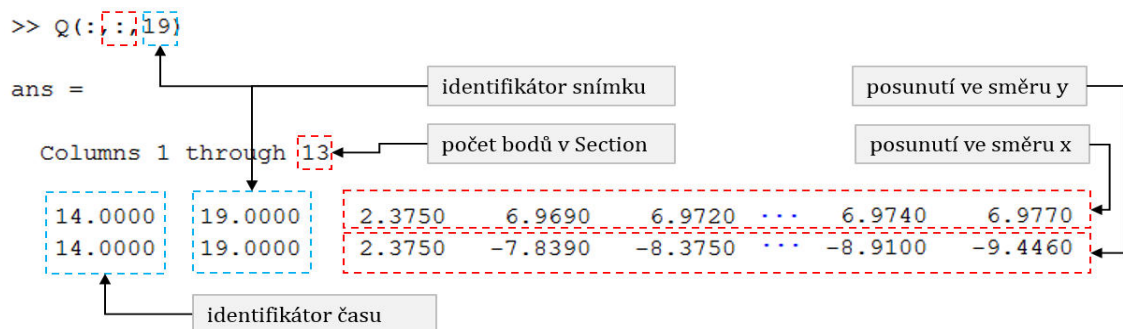 >> Q(:,:,19)
identifikátor snímku
posunutí ve směru y
ans =
počet bodů v Section
posunutí ve směru x
Columns 1 through 13
14.0000 19.0000 2.3750 6.9690 6.9720 ... 6.9740 6.9770
14.0000 19.0000 2.3750 -7.8390 -8.3750 ... -8.9100 -9.4460
identifikátor času